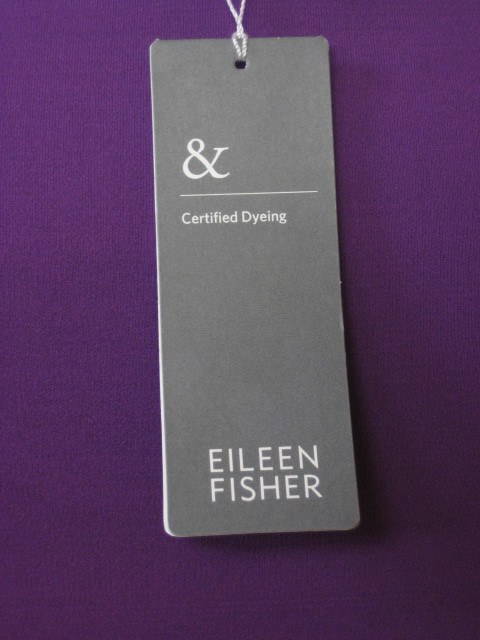 &
Certified Dyeing
EILEEN
FISHER